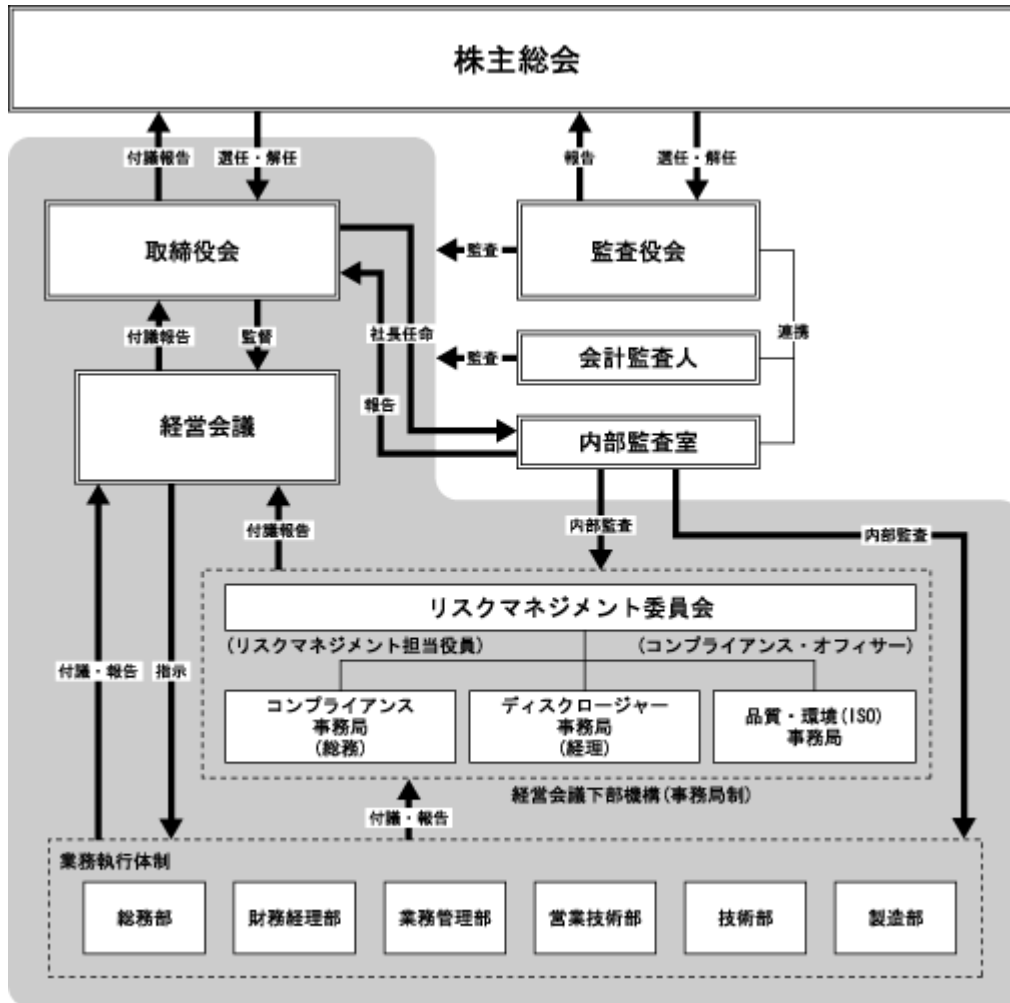 株主総会
付議報告
選任・解任
報告
選任・解任
取締役会
監査
監査役会
付議報告
監督
社長任命
連携
監査
会計監査人
報告
経営会議
内部監査室
付議報告
内部監査
内部監査
リスクマネジメント委員会
(リスクマネジメント担当役員)
(コンプライアンス・オフィサー)
付議・報告
指示
コンプライアンス
事務局
(総務)
ディスクロージャー
事務局
(経理)
品質・環境(ISO)
事務局
経営会議下部機構(事務局制)
付議・報告
業務執行体制
総務部
財務経理部
業務管理部
営業技術部
技術部
製造部